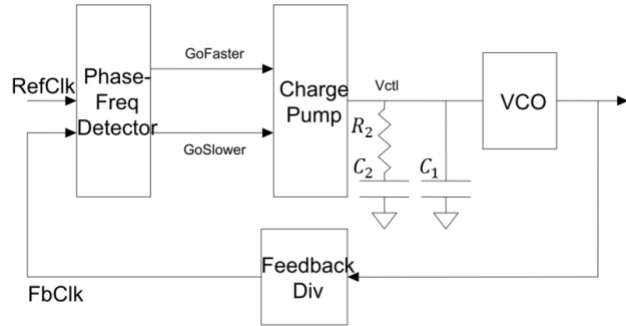 GoFaster
RefClk
Phase-
Freq
Detector
Charge
Pump
Vctl
VCO
R₂
GoSlower
C₂
C₁
Feedback
Div
FbClk